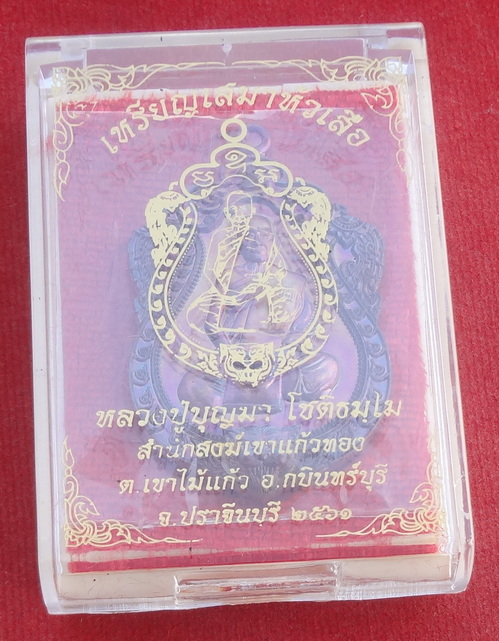 เหรียญเสมาหัวเสือ
หลวงปู่บุญมา โชติธมฺโม
สำนักสงฆ์เขาแก้วทอง
ต.เขาไม้แก้ว อ.กบินทร์บุรี
จ.ปราจีนบุรี ๒๕๖๑